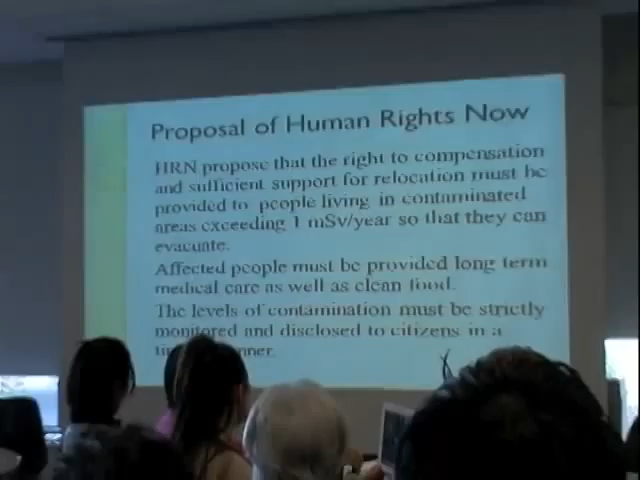 Proposal of Human Rights Now
HRN propose that the right to compensation
and sufficient support for relocation must be
provided to people living in contaminated
areas exceeding 1 mSv/year so that they can
evacuate.
Affected people must be provided long term
medical care as well as clean food.
The levels of contamination must be strictly
monitored and disclosed to citizens in a